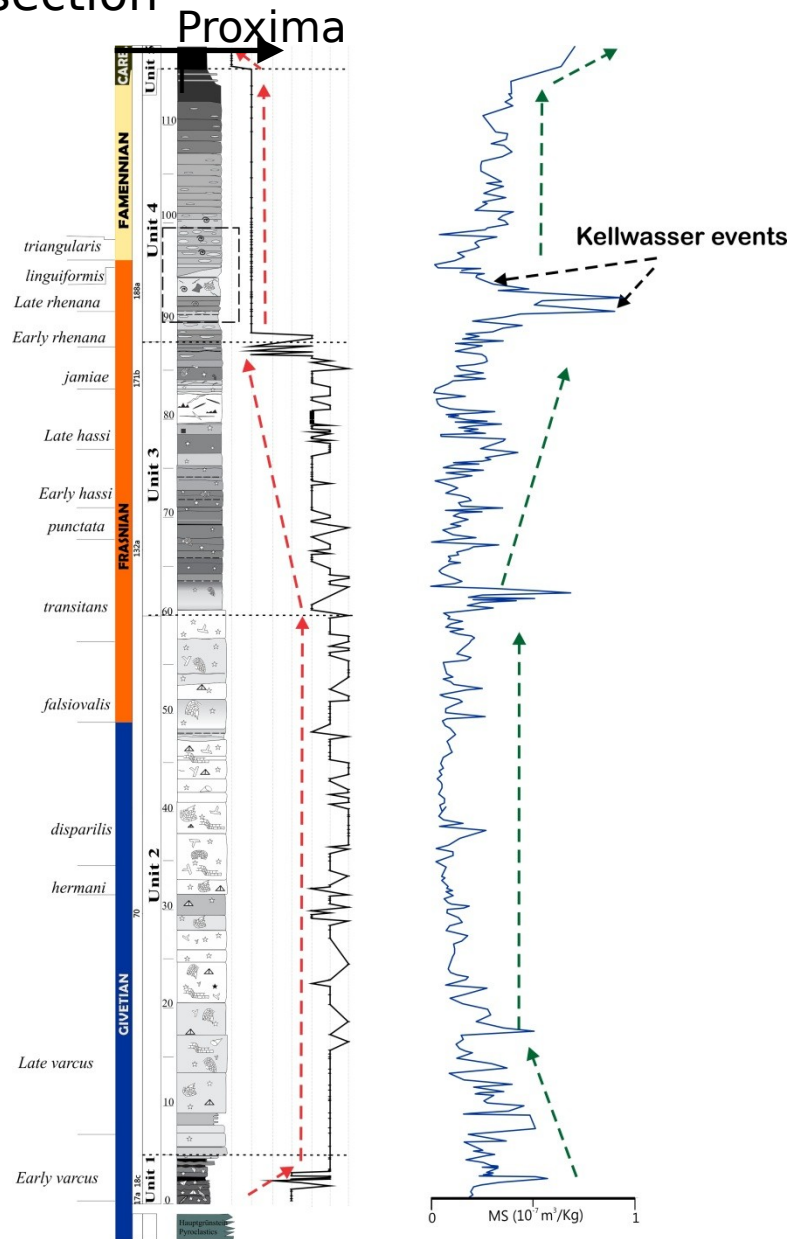 section
Proxima
CARB
Unit 5
FAMENNIAN
Unit 4
110
100
triangularis
linguiformis
Late rhenana
188a
90
Early rhenana
Kellwasser events
jamiae
171b
80
Late hassi
Unit 3
Early hassi
70
punctata
FRASNIAN
132a
transitans
60
falsiovalis
50
40
disparilis
Unit 2
hermani
30
70
GIVETIAN
20
Late varcus
10
Early varcus
Unit 1
17a 18c
0
Hauptgrünstein
Pyroclastics
0 1
MS (10⁻⁷ m³/Kg)